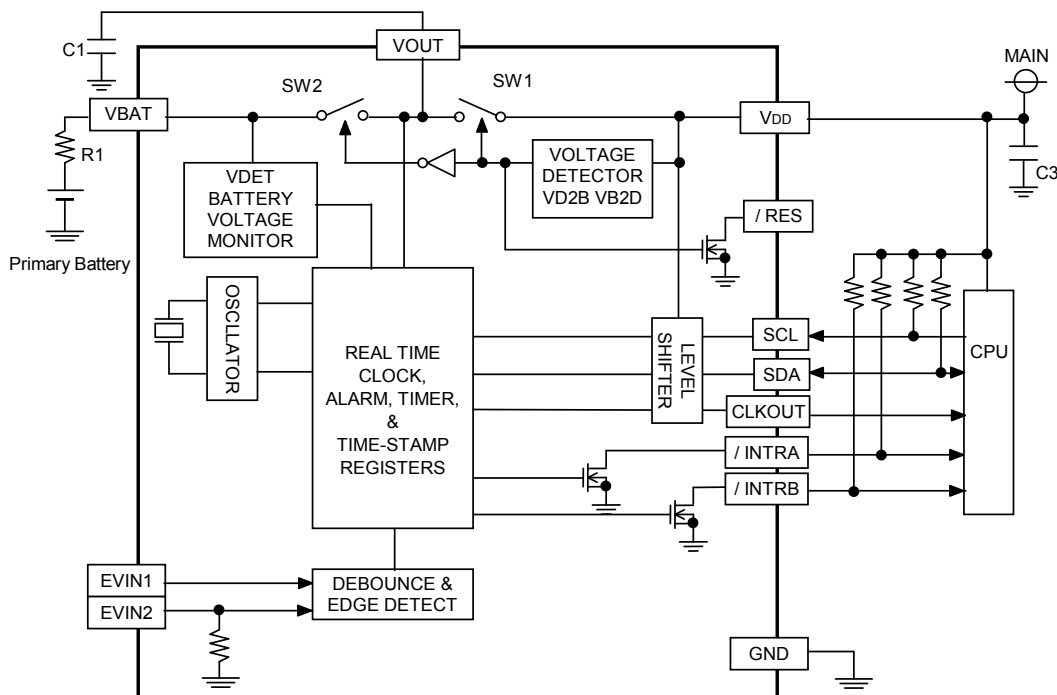 C1
VOUT
MAIN
SW2
SW1
VBAT
VDD
R1
VDET
BATTERY
VOLTAGE
MONITOR
VOLTAGE
DETECTOR
VD2B VB2D
C3
/ RES
Primary Battery
OSCLLATOR
REAL TIME
CLOCK,
ALARM, TIMER,
&
TIME-STAMP
REGISTERS
LEVEL
SHIFTER
SCL
SDA
CLKOUT
/ INTRA
/ INTRB
CPU
EVIN1
EVIN2
DEBOUNCE &
EDGE DETECT
GND